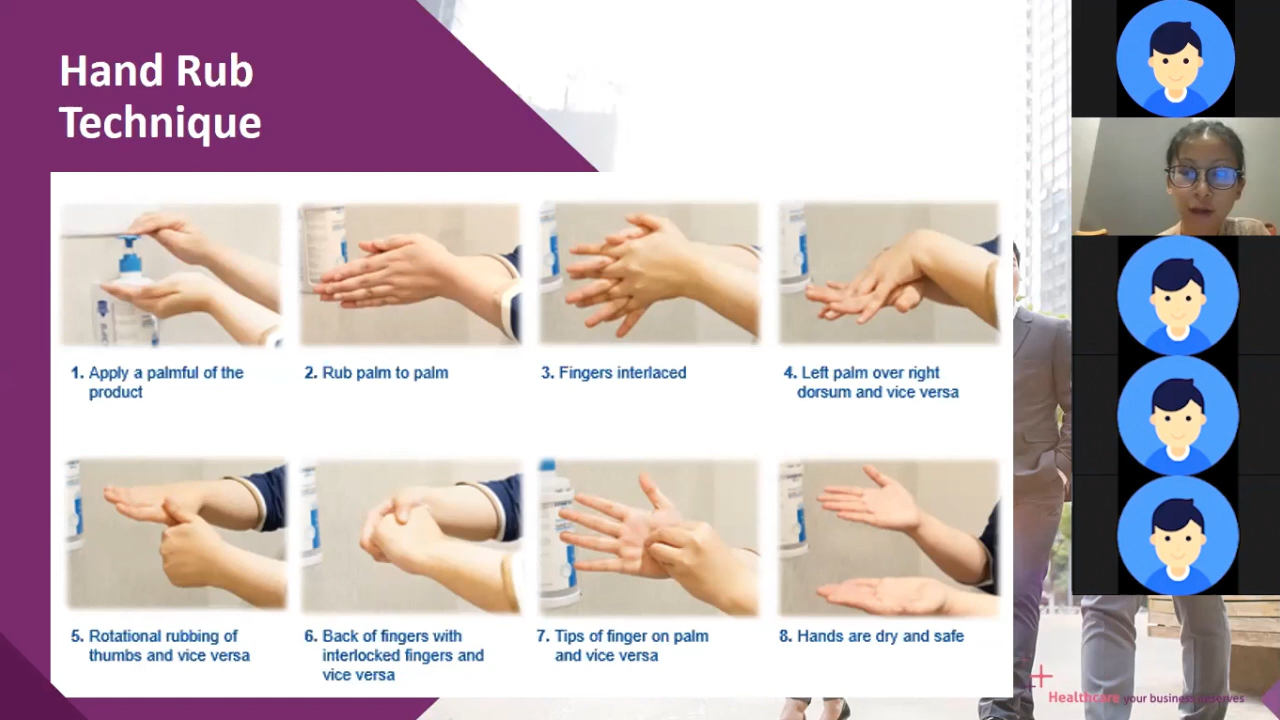 Hand Rub
Technique
1. Apply a palmful of the
product
2. Rub palm to palm
3. Fingers interlaced
4. Left palm over right
dorsum and vice versa
5. Rotational rubbing of
thumbs and vice versa
6. Back of fingers with
interlocked fingers and
vice versa
7. Tips of finger on palm
and vice versa
8. Hands are dry and safe
Healthcare your business deserves